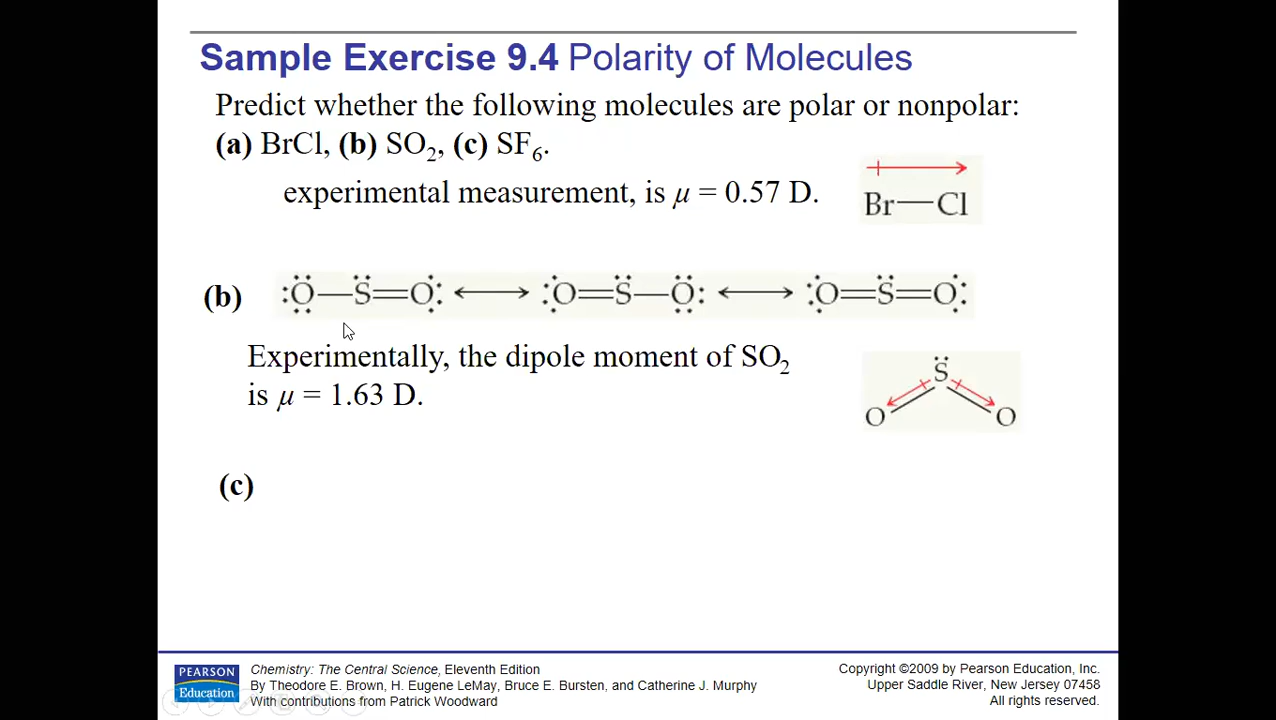 Sample Exercise 9.4 Polarity of Molecules
Predict whether the following molecules are polar or nonpolar:
(a) BrCl, (b) SO₂, (c) SF₆.
experimental measurement, is μ = 0.57 D.
Br—Cl
(b) :Ö—S̈=Ö: ⟷ :Ö=S̈—Ö: ⟷ :Ö=S̈=Ö:
Experimentally, the dipole moment of SO₂
is μ = 1.63 D.
S̈
O O
(c)
PEARSON
Education
Chemistry: The Central Science, Eleventh Edition
By Theodore E. Brown, H. Eugene LeMay, Bruce E. Bursten, and Catherine J. Murphy
With contributions from Patrick Woodward
Copyright ©2009 by Pearson Education, Inc.
Upper Saddle River, New Jersey 07458
All rights reserved.